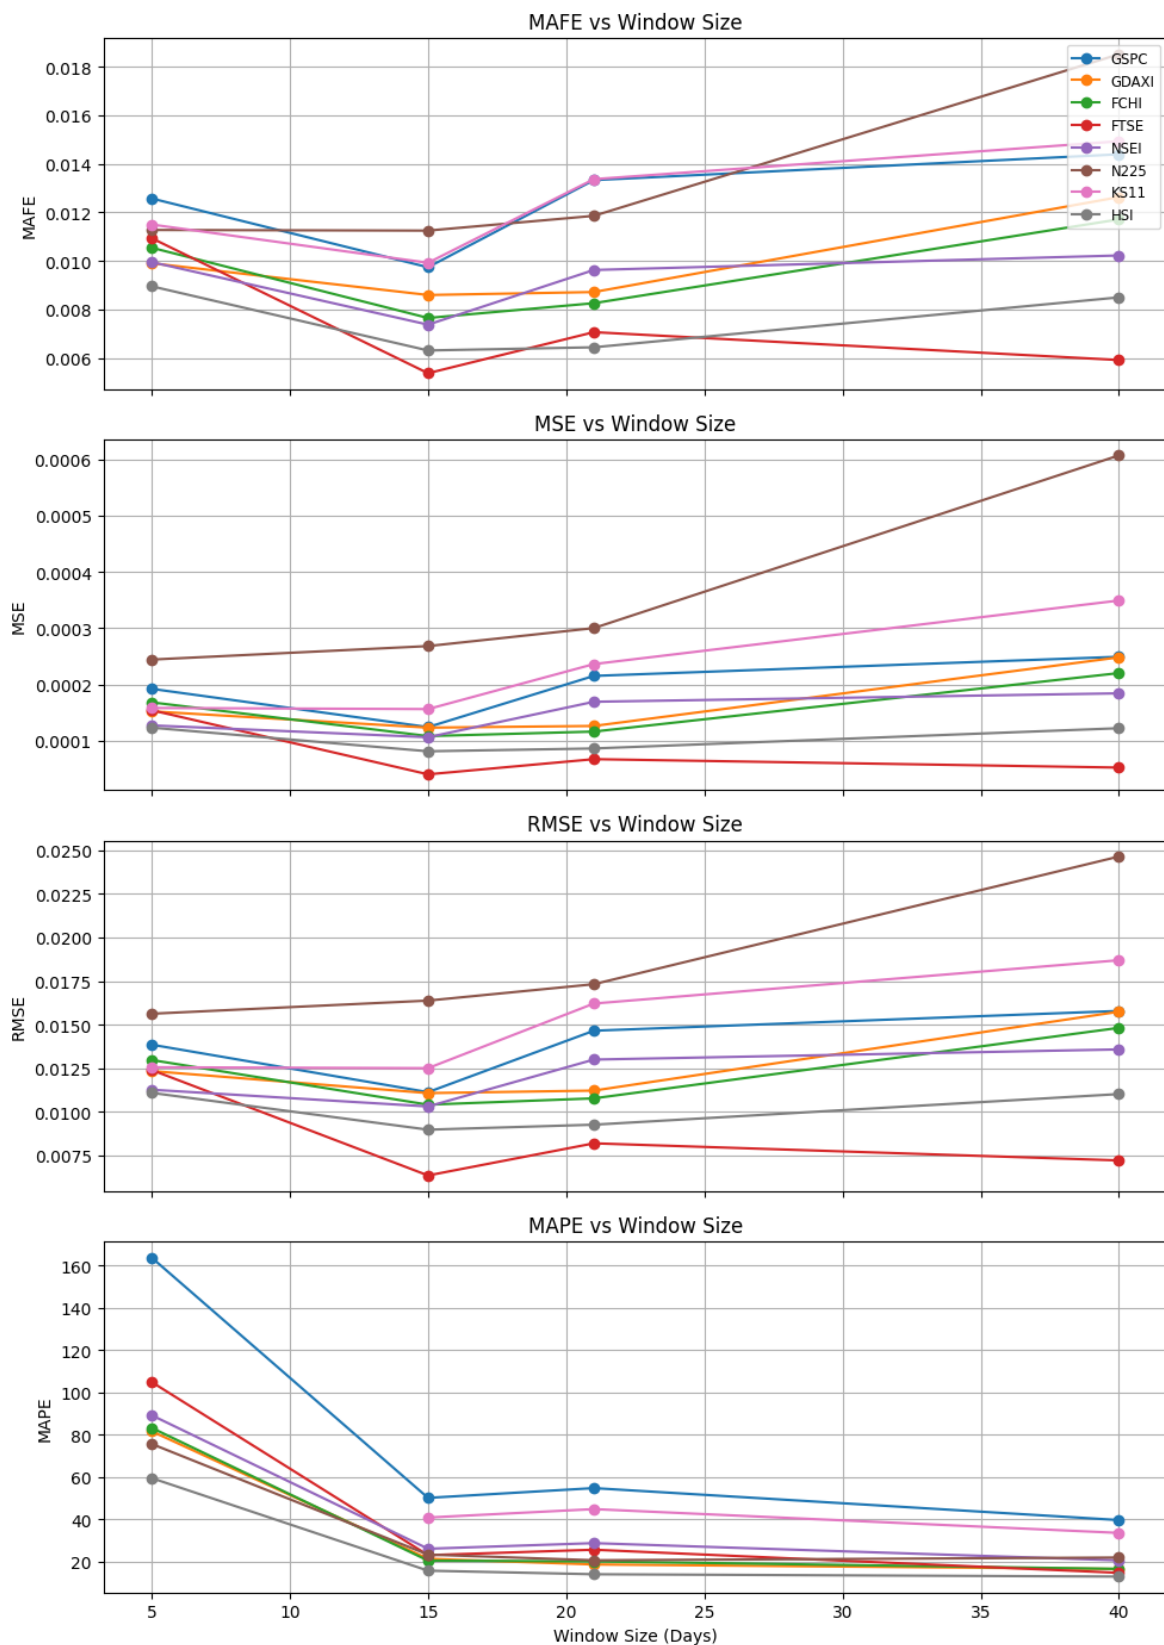 MAFE vs Window Size
0.018
0.016
0.014
0.012
0.010
0.008
0.006
MAFE
GSPC
GDAXI
FCHI
FTSE
NSEI
N225
KS11
HSI
MSE vs Window Size
0.0006
0.0005
0.0004
0.0003
0.0002
0.0001
MSE
RMSE vs Window Size
0.0250
0.0225
0.0200
0.0175
0.0150
0.0125
0.0100
0.0075
RMSE
MAPE vs Window Size
160
140
120
100
80
60
40
20
MAPE
5 10 15 20 25 30 35 40
Window Size (Days)